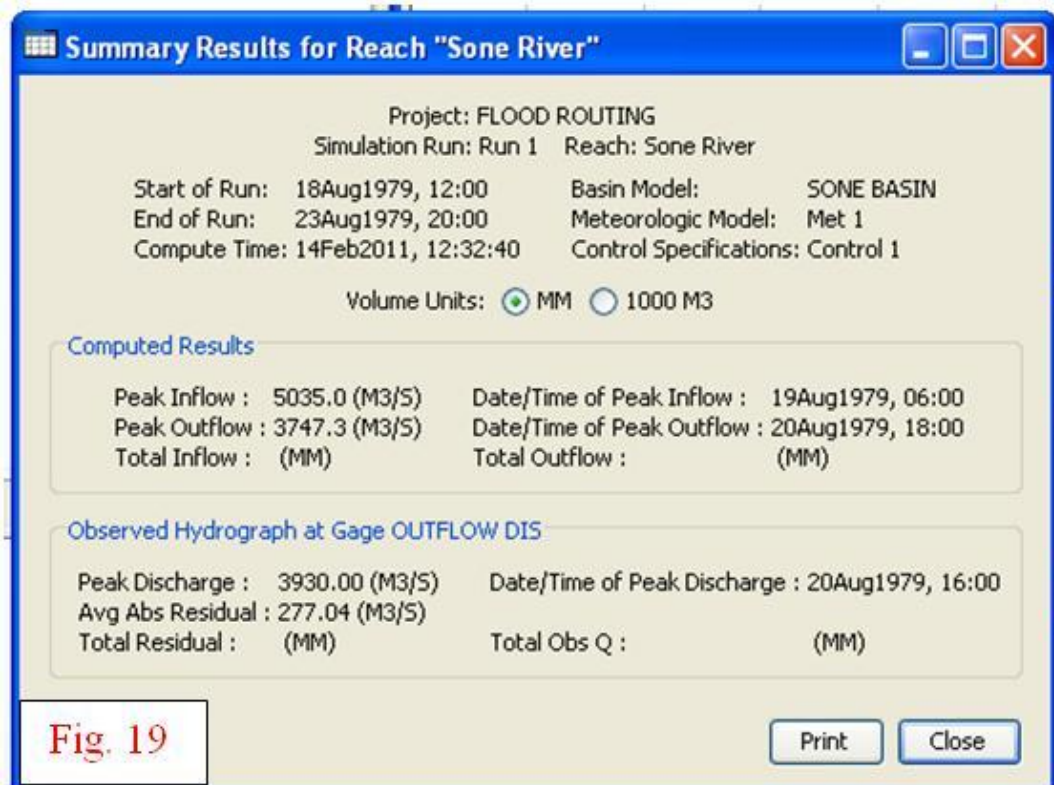 Summary Results for Reach "Sone River"
Project: FLOOD ROUTING
Simulation Run: Run 1 Reach: Sone River
Start of Run: 18Aug1979, 12:00 Basin Model: SONE BASIN
End of Run: 23Aug1979, 20:00 Meteorologic Model: Met 1
Compute Time: 14Feb2011, 12:32:40 Control Specifications: Control 1
Volume Units: MM 1000 M3
Computed Results
Peak Inflow : 5035.0 (M3/S) Date/Time of Peak Inflow : 19Aug1979, 06:00
Peak Outflow : 3747.3 (M3/S) Date/Time of Peak Outflow : 20Aug1979, 18:00
Total Inflow : (MM) Total Outflow : (MM)
Observed Hydrograph at Gage OUTFLOW DIS
Peak Discharge : 3930.00 (M3/S) Date/Time of Peak Discharge : 20Aug1979, 16:00
Avg Abs Residual : 277.04 (M3/S)
Total Residual : (MM) Total Obs Q : (MM)
Fig. 19
Print Close